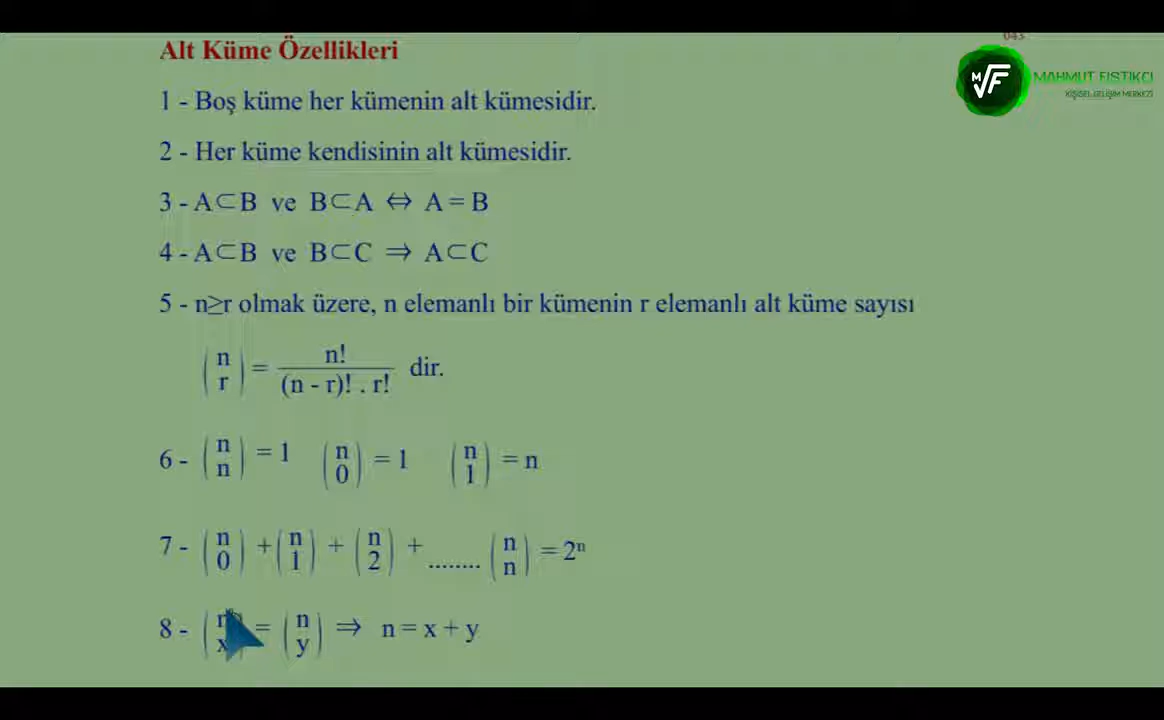 043
MAHMUT FISTIKCI
KİŞİSEL GELİŞİM MERKEZİ
Alt Küme Özellikleri
1 - Boş küme her kümenin alt kümesidir.
2 - Her küme kendisinin alt kümesidir.
3 - A⊂B ve B⊂A ⇔ A = B
4 - A⊂B ve B⊂C ⇒ A⊂C
5 - n≥r olmak üzere, n elemanlı bir kümenin r elemanlı alt küme sayısı
(n r) = n! / (n - r)! . r! dir.
6 - (n n) = 1 (n 0) = 1 (n 1) = n
7 - (n 0) + (n 1) + (n 2) + ........ (n n) = 2ⁿ
8 - (n x) = (n y) ⇒ n = x + y